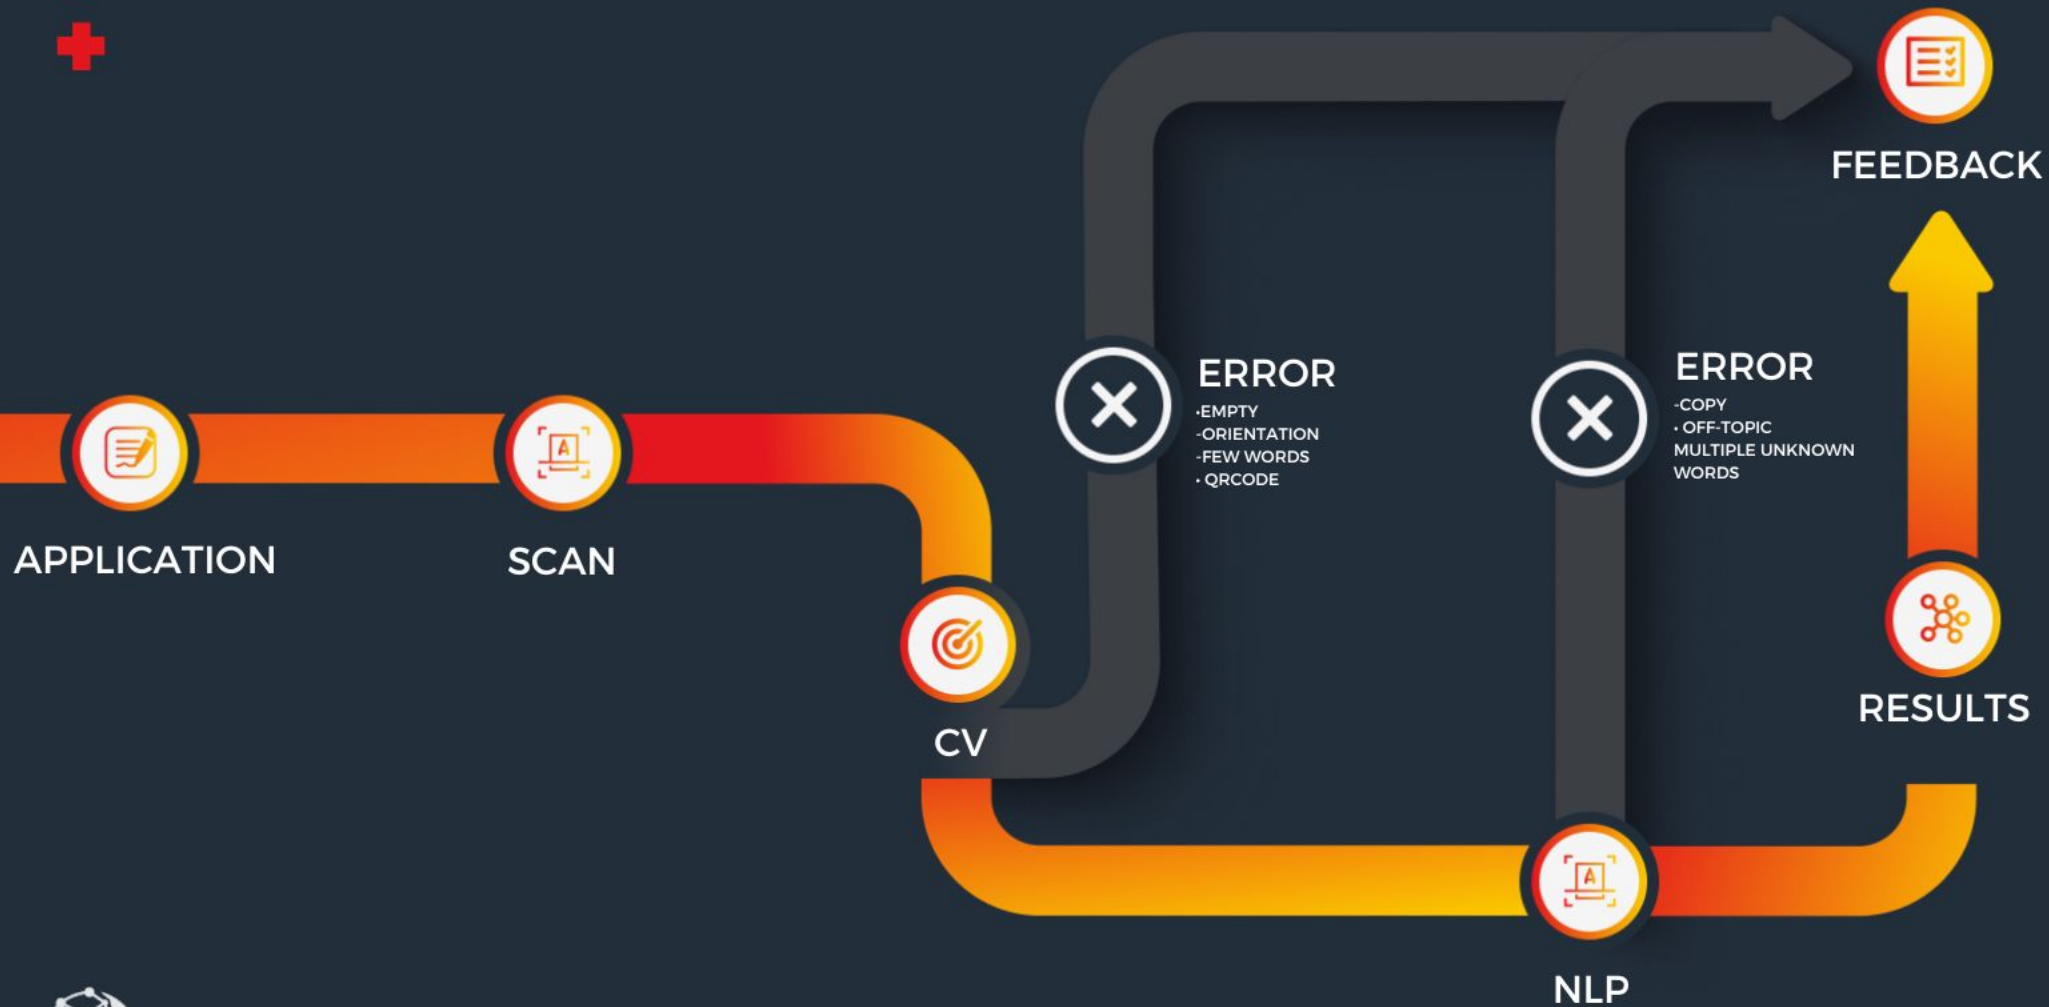 FEEDBACK
ERROR
•EMPTY
-ORIENTATION
-FEW WORDS
• QRCODE
ERROR
-COPY
• OFF-TOPIC
MULTIPLE UNKNOWN
WORDS
APPLICATION
SCAN
CV
RESULTS
NLP